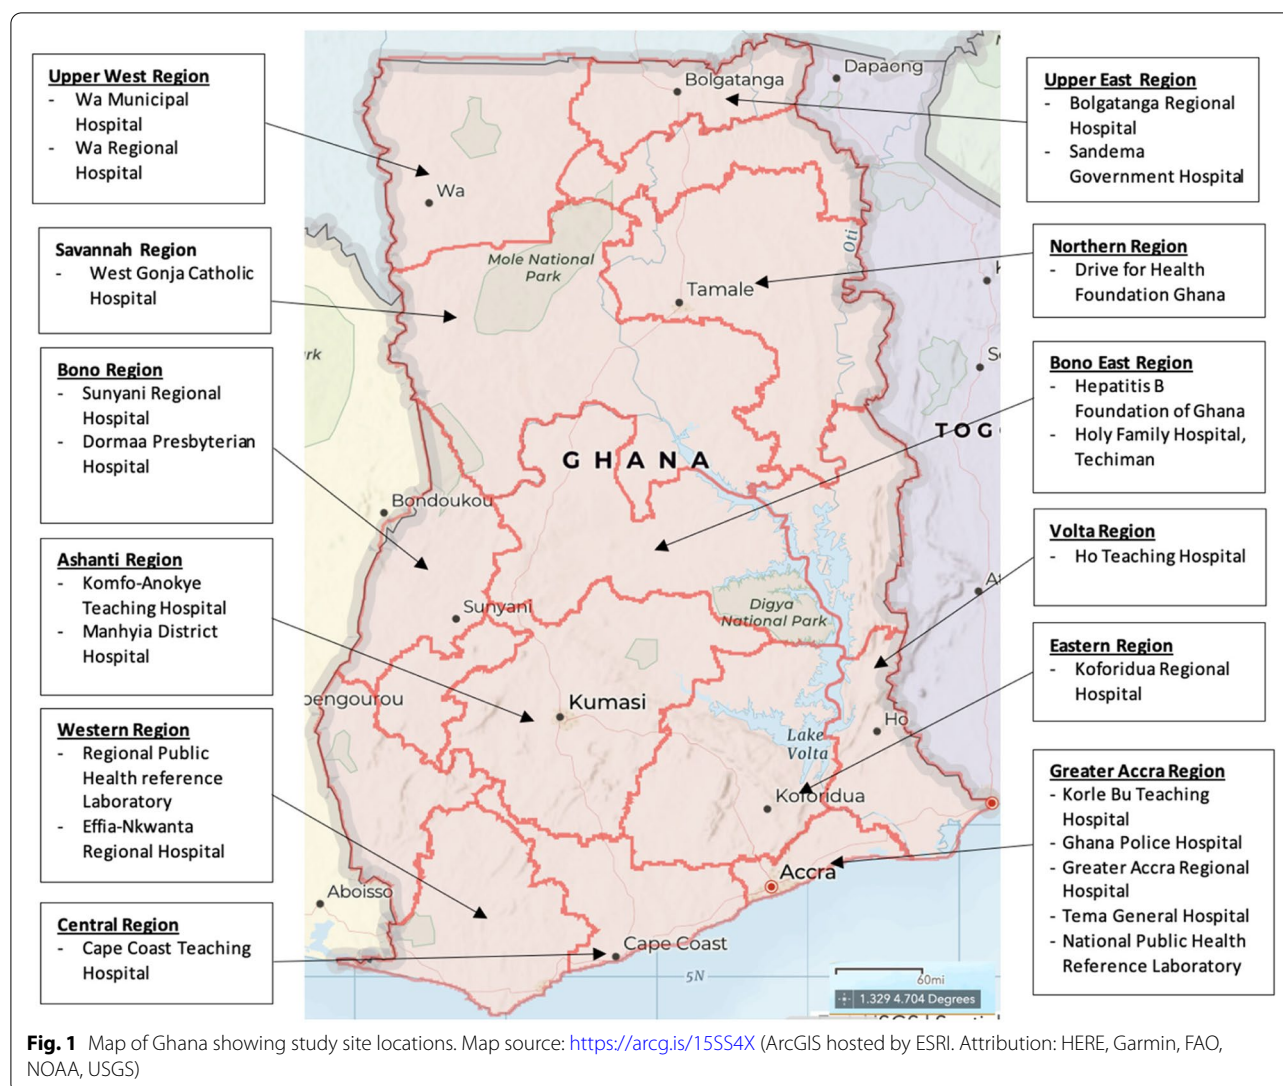 Upper West Region
- Wa Municipal
Hospital
- Wa Regional
Hospital
Savannah Region
- West Gonja Catholic
Hospital
Bono Region
- Sunyani Regional
Hospital
- Dormaa Presbyterian
Hospital
Ashanti Region
- Komfo-Anokye
Teaching Hospital
- Manhyia District
Hospital
Western Region
- Regional Public
Health reference
Laboratory
- Effia-Nkwanta
Regional Hospital
Central Region
- Cape Coast Teaching
Hospital
Bolgatanga
Dapaong
Wa
Mole National
Park
Oti
Tamale
rk
GHANA
TOG
Bondoukou
Sunyani
Digya
National Park
bengourou
Kumasi
Lake
Volta
Ho
Koforidua
Accra
Aboisso
Cape Coast
5N
60mi
1.329 4.704 Degrees
Upper East Region
- Bolgatanga Regional
Hospital
- Sandema
Government Hospital
Northern Region
- Drive for Health
Foundation Ghana
Bono East Region
- Hepatitis B
Foundation of Ghana
- Holy Family Hospital,
Techiman
Volta Region
- Ho Teaching Hospital
Eastern Region
- Koforidua Regional
Hospital
Greater Accra Region
- Korle Bu Teaching
Hospital
- Ghana Police Hospital
- Greater Accra Regional
Hospital
- Tema General Hospital
- National Public Health
Reference Laboratory
Fig. 1 Map of Ghana showing study site locations. Map source: https://arcg.is/15SS4X (ArcGIS hosted by ESRI. Attribution: HERE, Garmin, FAO,
NOAA, USGS)